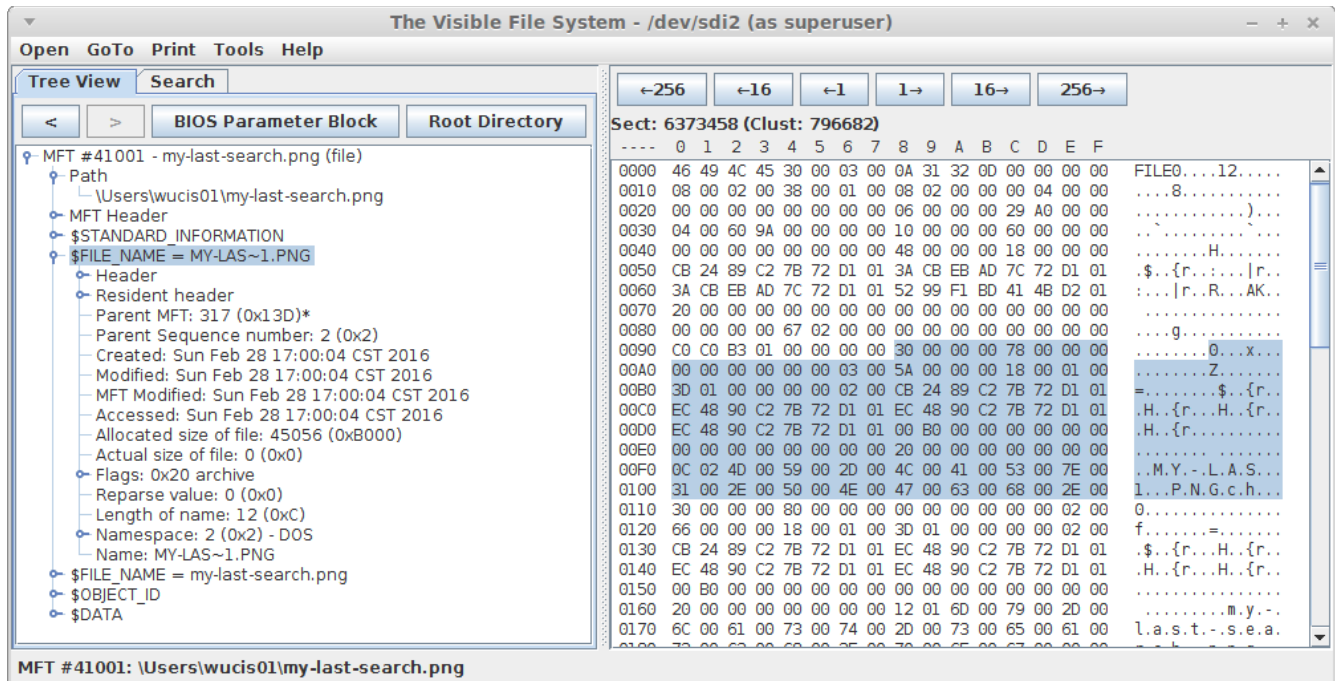 The Visible File System - /dev/sdi2 (as superuser)
Open GoTo Print Tools Help
Tree View Search
< > BIOS Parameter Block Root Directory
MFT #41001 - my-last-search.png (file)
Path
\Users\wucis01\my-last-search.png
MFT Header
$STANDARD_INFORMATION
$FILE_NAME = MY-LAS~1.PNG
Header
Resident header
Parent MFT: 317 (0x13D)*
Parent Sequence number: 2 (0x2)
Created: Sun Feb 28 17:00:04 CST 2016
Modified: Sun Feb 28 17:00:04 CST 2016
MFT Modified: Sun Feb 28 17:00:04 CST 2016
Accessed: Sun Feb 28 17:00:04 CST 2016
Allocated size of file: 45056 (0xB000)
Actual size of file: 0 (0x0)
Flags: 0x20 archive
Reparse value: 0 (0x0)
Length of name: 12 (0xC)
Namespace: 2 (0x2) - DOS
Name: MY-LAS~1.PNG
$FILE_NAME = my-last-search.png
$OBJECT_ID
$DATA
←256 ←16 ←1 1→ 16→ 256→
Sect: 6373458 (Clust: 796682)
---- 0 1 2 3 4 5 6 7 8 9 A B C D E F
0000 46 49 4C 45 30 00 03 00 0A 31 32 0D 00 00 00 00 FILE0....12.....
0010 08 00 02 00 38 00 01 00 08 02 00 00 00 04 00 00 ....8...........
0020 00 00 00 00 00 00 00 00 06 00 00 00 29 A0 00 00 ............)...
0030 04 00 60 9A 00 00 00 00 10 00 00 00 60 00 00 00 ..`.........`...
0040 00 00 00 00 00 00 00 00 48 00 00 00 18 00 00 00 ........H.......
0050 CB 24 89 C2 7B 72 D1 01 3A CB EB AD 7C 72 D1 01 .$..{r..:...|r..
0060 3A CB EB AD 7C 72 D1 01 52 99 F1 BD 41 4B D2 01 :...|r..R...AK..
0070 20 00 00 00 00 00 00 00 00 00 00 00 00 00 00 00 ...............
0080 00 00 00 00 67 02 00 00 00 00 00 00 00 00 00 00 ....g...........
0090 C0 C0 B3 01 00 00 00 00 30 00 00 00 78 00 00 00 ........0...x...
00A0 00 00 00 00 00 00 03 00 5A 00 00 00 18 00 01 00 ........Z.......
00B0 3D 01 00 00 00 00 02 00 CB 24 89 C2 7B 72 D1 01 =........$..{r..
00C0 EC 48 90 C2 7B 72 D1 01 EC 48 90 C2 7B 72 D1 01 .H..{r...H..{r..
00D0 EC 48 90 C2 7B 72 D1 01 00 B0 00 00 00 00 00 00 .H..{r..........
00E0 00 00 00 00 00 00 00 00 20 00 00 00 00 00 00 00 ........ .......
00F0 0C 02 4D 00 59 00 2D 00 4C 00 41 00 53 00 7E 00 ..M.Y.-.L.A.S...
0100 31 00 2E 00 50 00 4E 00 47 00 63 00 68 00 2E 00 1...P.N.G.c.h...
0110 30 00 00 00 80 00 00 00 00 00 00 00 00 00 02 00 0...............
0120 66 00 00 00 18 00 01 00 3D 01 00 00 00 00 02 00 f.......=.......
0130 CB 24 89 C2 7B 72 D1 01 EC 48 90 C2 7B 72 D1 01 .$..{r...H..{r..
0140 EC 48 90 C2 7B 72 D1 01 EC 48 90 C2 7B 72 D1 01 .H..{r...H..{r..
0150 00 B0 00 00 00 00 00 00 00 00 00 00 00 00 00 00 ................
0160 20 00 00 00 00 00 00 00 12 01 6D 00 79 00 2D 00 .........m.y.-.
0170 6C 00 61 00 73 00 74 00 2D 00 73 00 65 00 61 00 l.a.s.t.-.s.e.a.
MFT #41001: \Users\wucis01\my-last-search.png